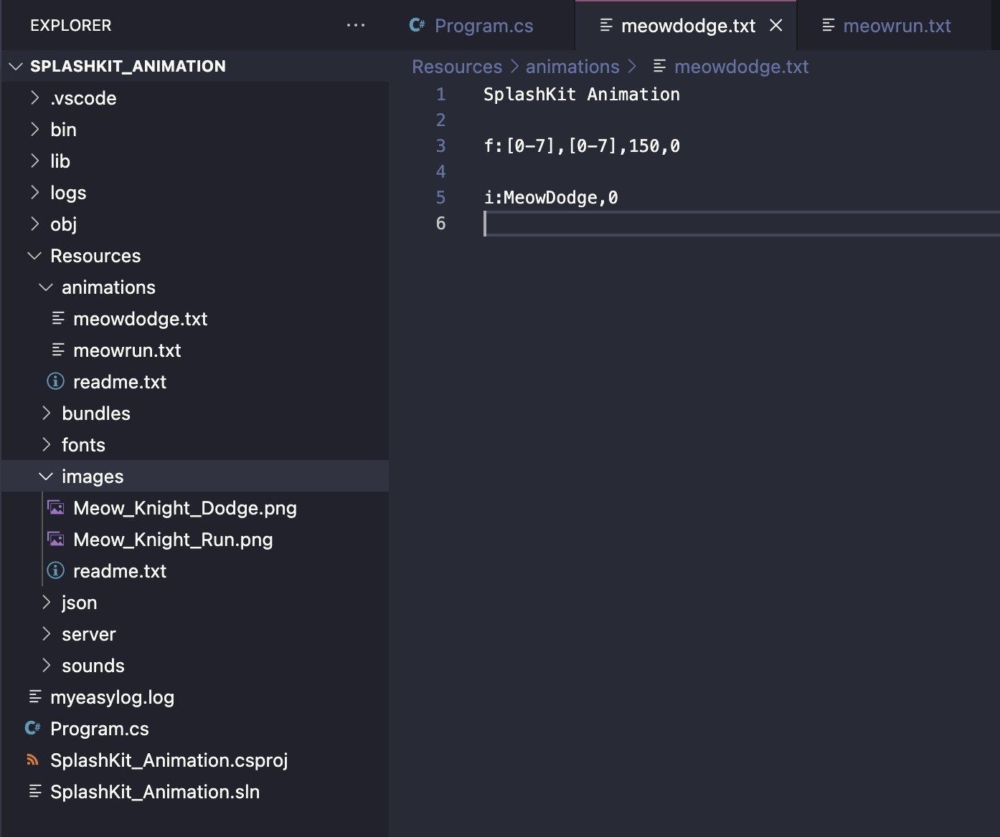 EXPLORER
SPLASHKIT_ANIMATION
.vscode
bin
lib
logs
obj
Resources
animations
meowdodge.txt
meowrun.txt
readme.txt
bundles
fonts
images
Meow_Knight_Dodge.png
Meow_Knight_Run.png
readme.txt
json
server
sounds
myeasylog.log
C# Program.cs
SplashKit_Animation.csproj
SplashKit_Animation.sln
C# Program.cs
meowdodge.txt
meowrun.txt
Resources > animations > meowdodge.txt
1 SplashKit Animation
2
3 f:[0-7],[0-7],150,0
4
5 i:MeowDodge,0
6